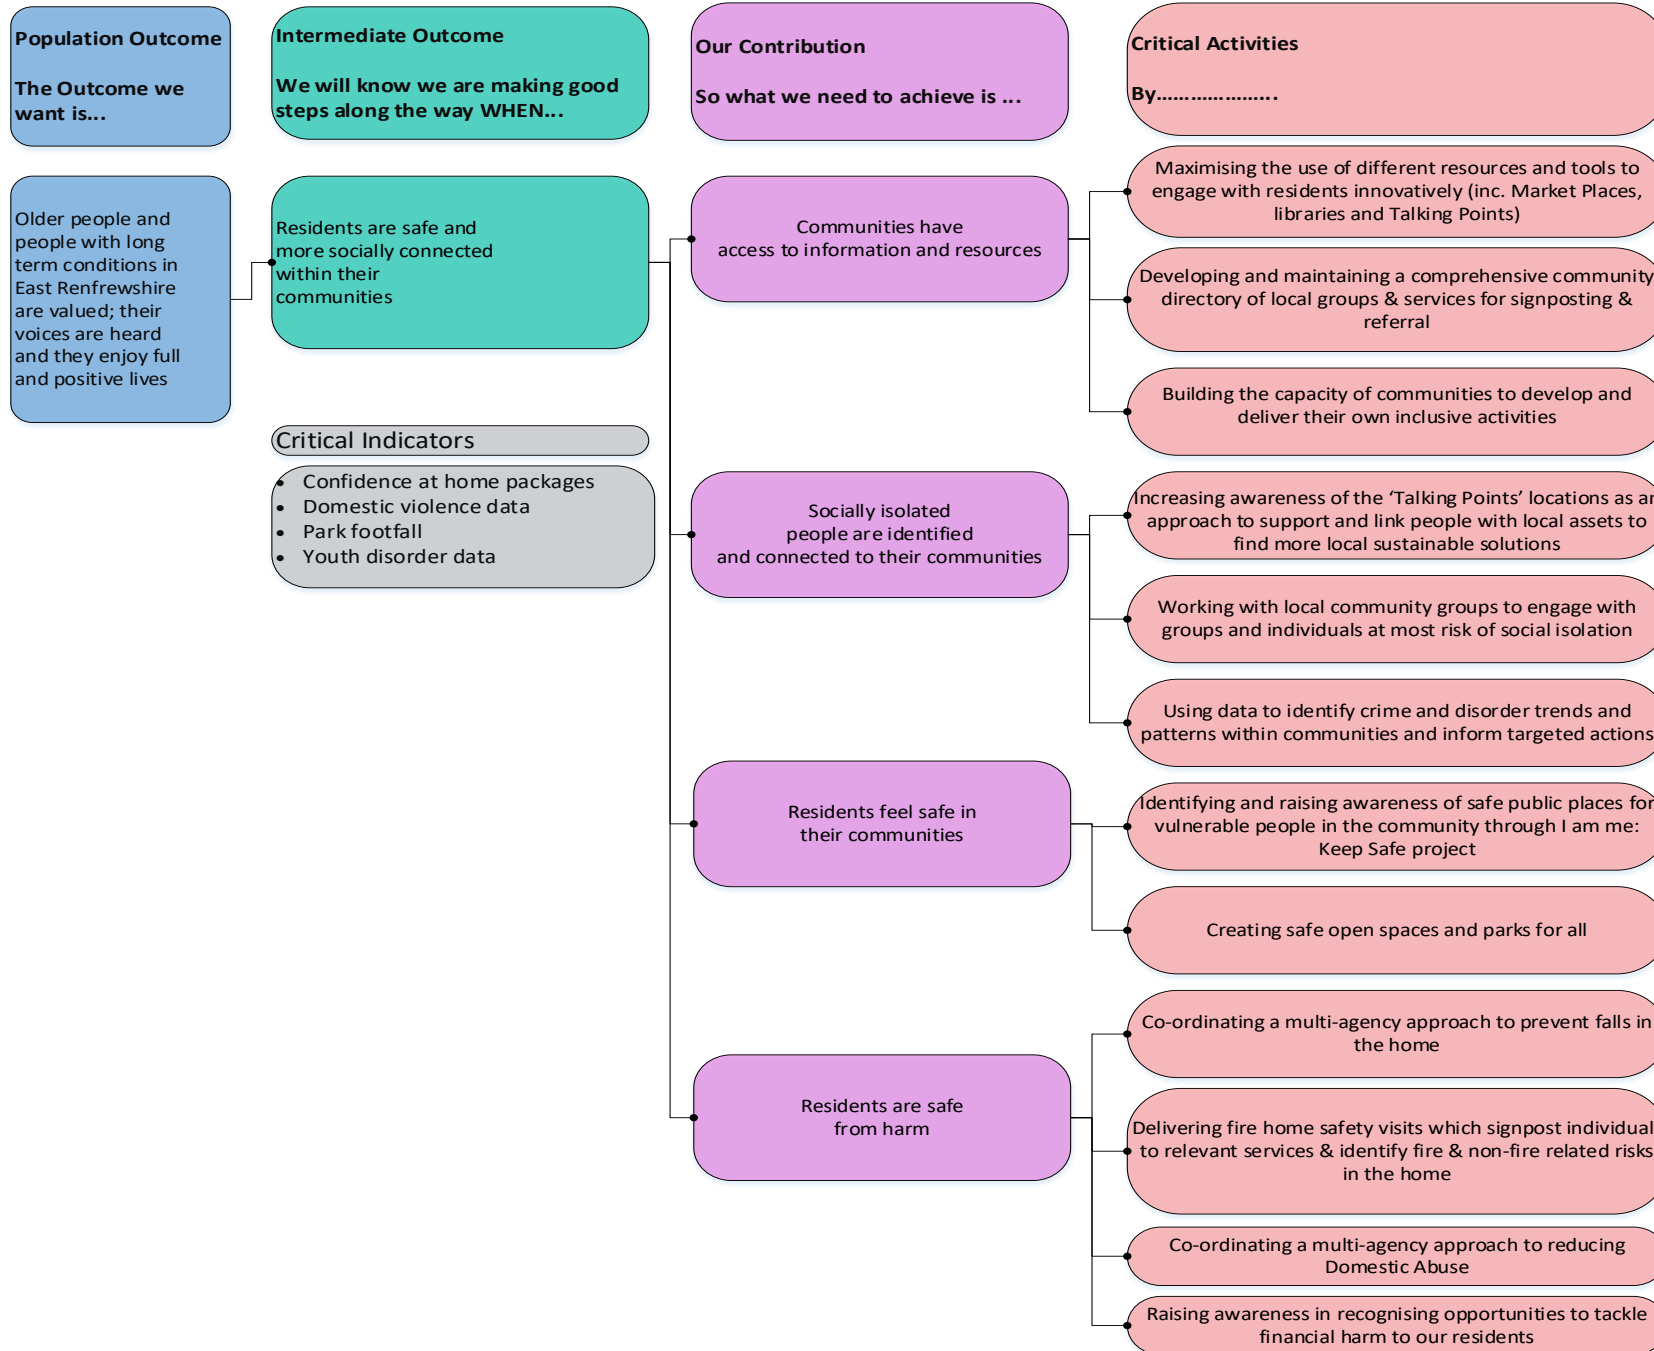 Population Outcome
The Outcome we
want is...
Intermediate Outcome
We will know we are making good
steps along the way WHEN...
Our Contribution
So what we need to achieve is ...
Critical Activities
By………………..
Older people and
people with long
term conditions in
East Renfrewshire
are valued; their
voices are heard
and they enjoy full
and positive lives
Residents are safe and
more socially connected
within their
communities
Critical Indicators
• Confidence at home packages
• Domestic violence data
• Park footfall
• Youth disorder data
Communities have
access to information and resources
Maximising the use of different resources and tools to
engage with residents innovatively (inc. Market Places,
libraries and Talking Points)
Developing and maintaining a comprehensive community
directory of local groups & services for signposting &
referral
Building the capacity of communities to develop and
deliver their own inclusive activities
Socially isolated
people are identified
and connected to their communities
Increasing awareness of the ‘Talking Points’ locations as an
approach to support and link people with local assets to
find more local sustainable solutions
Working with local community groups to engage with
groups and individuals at most risk of social isolation
Using data to identify crime and disorder trends and
patterns within communities and inform targeted actions
Residents feel safe in
their communities
Identifying and raising awareness of safe public places for
vulnerable people in the community through I am me:
Keep Safe project
Creating safe open spaces and parks for all
Residents are safe
from harm
Co-ordinating a multi-agency approach to prevent falls in
the home
Delivering fire home safety visits which signpost individual
to relevant services & identify fire & non-fire related risks
in the home
Co-ordinating a multi-agency approach to reducing
Domestic Abuse
Raising awareness in recognising opportunities to tackle
financial harm to our residents